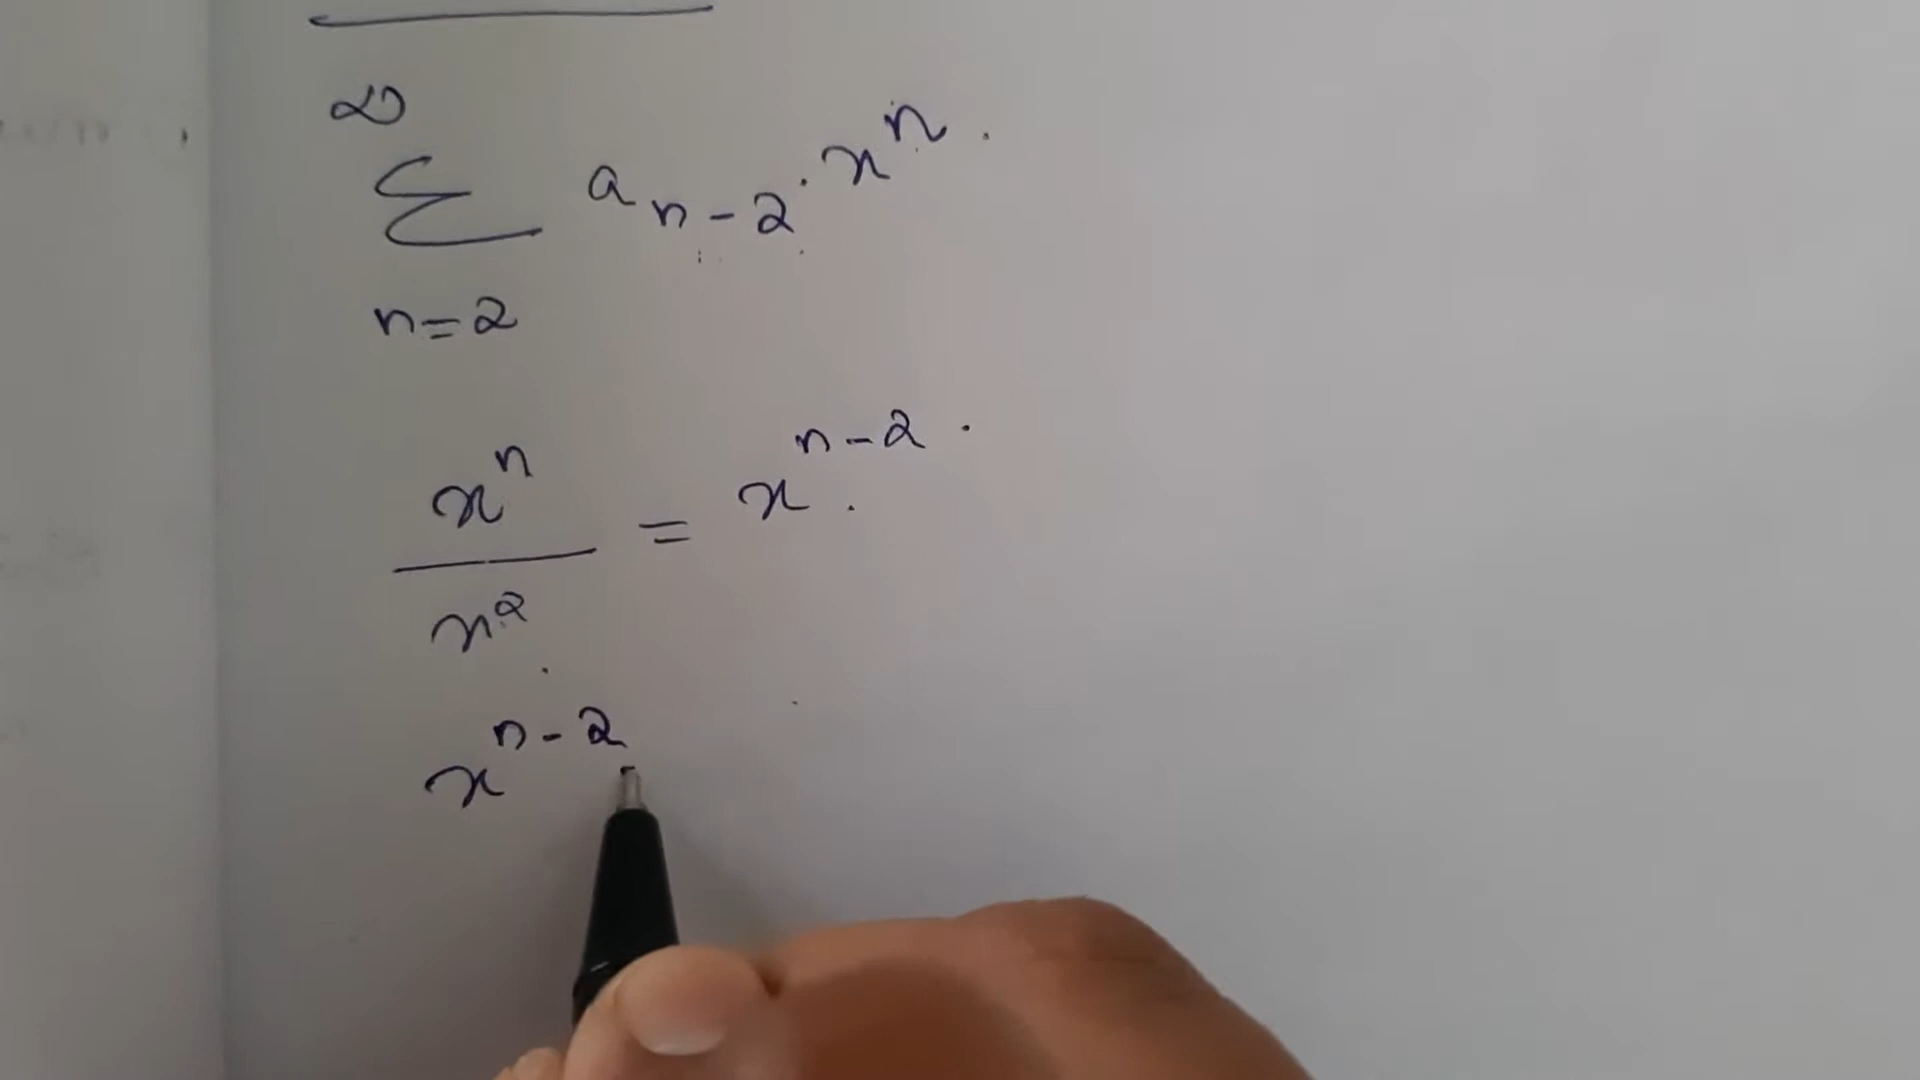 ∞
Σ a_{n-2} . x^n .
n=2
x^n
— = x^{n-2} .
x^2
x^{n-2}